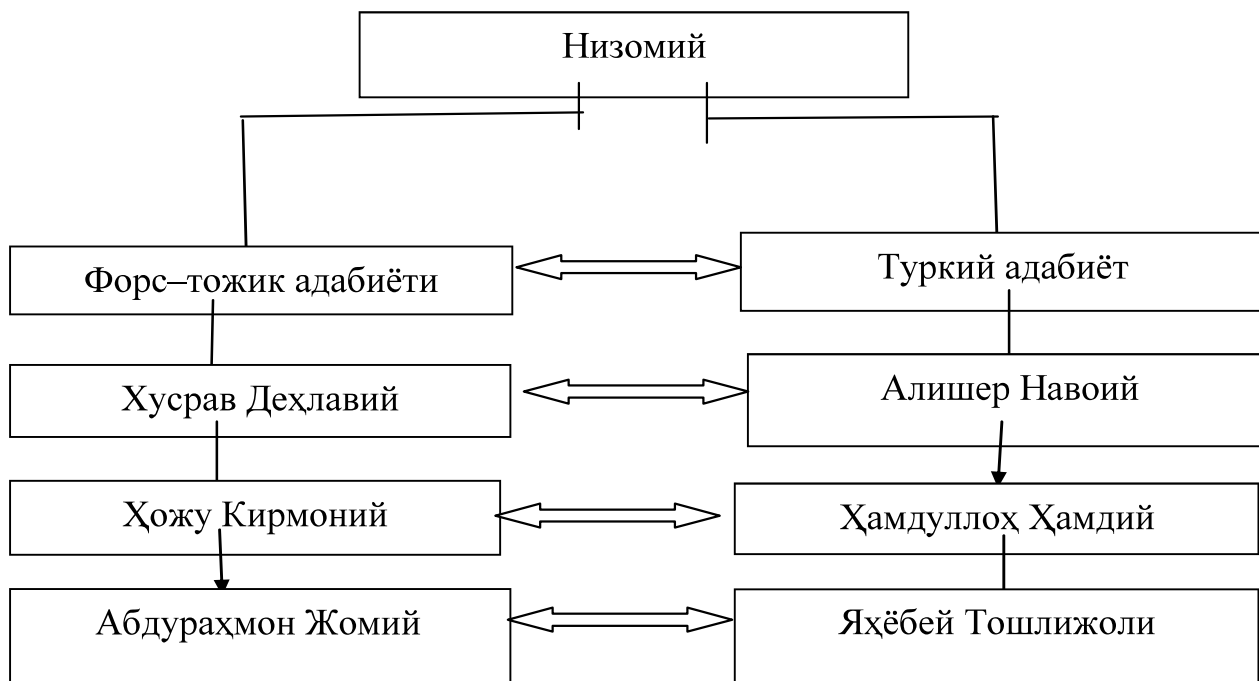 Низомий
Форс–тожик адабиёти
Туркий адабиёт
Хусрав Деҳлавий
Алишер Навоий
Ҳожу Кирмоний
Ҳамдуллоҳ Ҳамдий
Абдураҳмон Жомий
Яҳёбей Тошлижоли